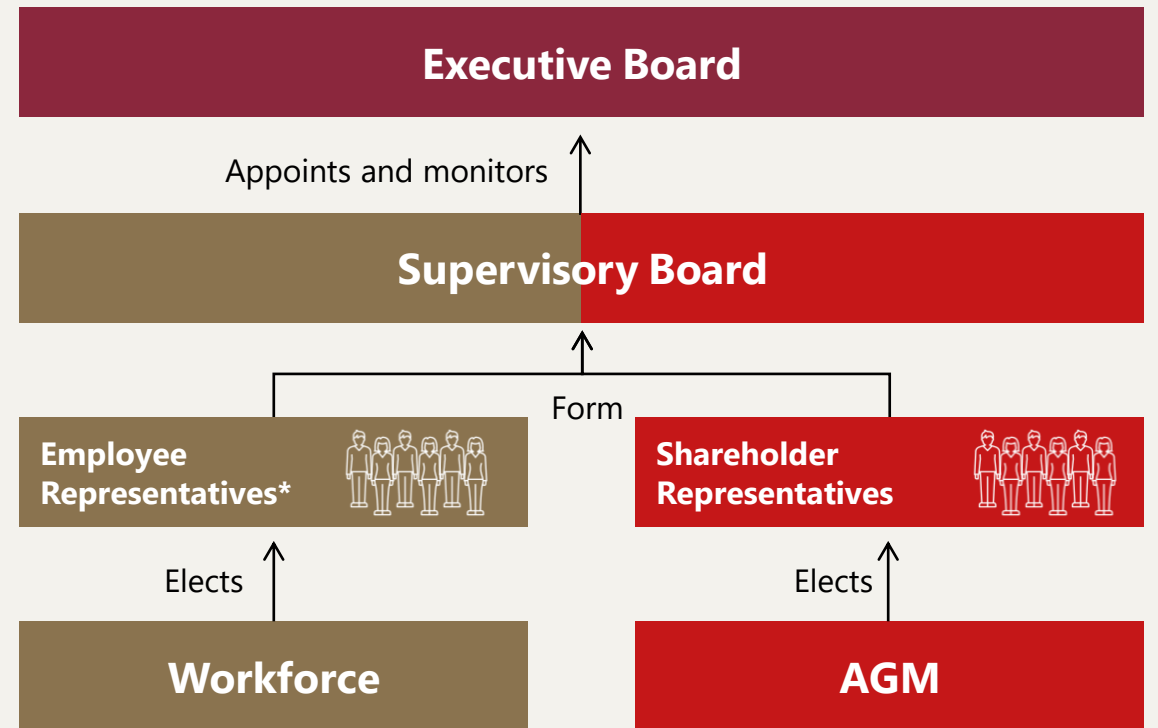 Executive Board
Appoints and monitors
Supervisory Board
Form
Employee
Representatives*
Shareholder
Representatives
Elects
Elects
Workforce
AGM